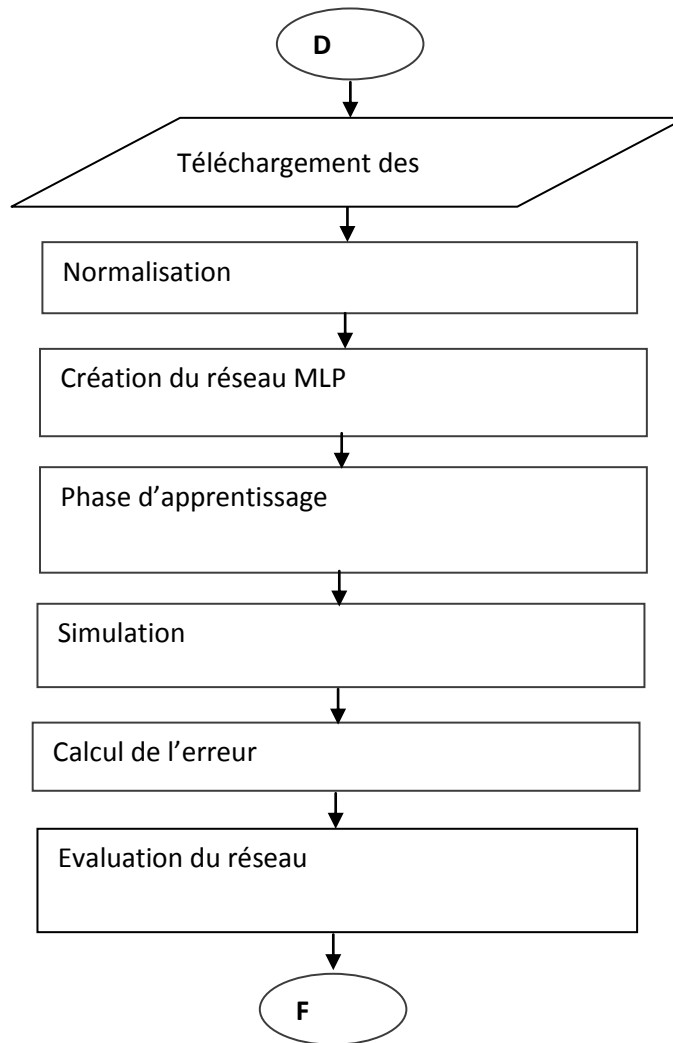 D
Téléchargement des
Normalisation
Création du réseau MLP
Phase d’apprentissage
Simulation
Calcul de l’erreur
Evaluation du réseau
F